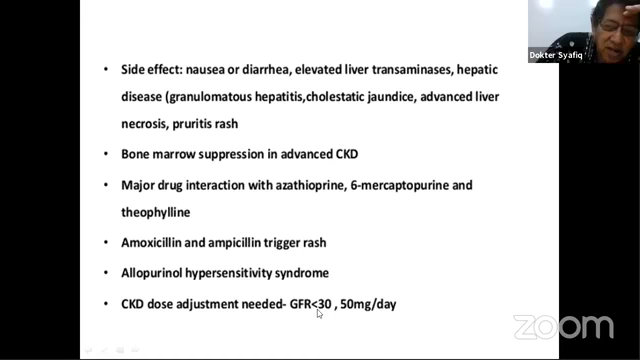 Dokter Syafiq
• Side effect: nausea or diarrhea, elevated liver transaminases, hepatic
disease (granulomatous hepatitis,cholestatic jaundice, advanced liver
necrosis, pruritis rash
• Bone marrow suppression in advanced CKD
• Major drug interaction with azathioprine, 6-mercaptopurine and
theophylline
• Amoxicillin and ampicillin trigger rash
• Allopurinol hypersensitivity syndrome
• CKD dose adjustment needed- GFR<30 , 50mg/day
zoom